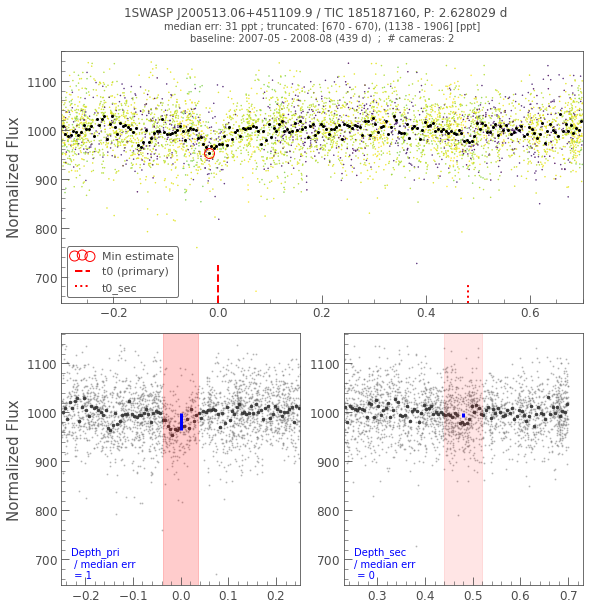 1SWASP J200513.06+451109.9 / TIC 185187160, P: 2.628029 d
median err: 31 ppt ; truncated: [670 - 670), (1138 - 1906] [ppt]
baseline: 2007-05 - 2008-08 (439 d)  ;  # cameras: 2
Normalized Flux
1100
1000
900
800
700
Min estimate
t0 (primary)
t0_sec
−0.2 0.0 0.2 0.4 0.6
Normalized Flux
1100
1000
900
800
700
Depth_pri
/ median err
= 1
−0.2 −0.1 0.0 0.1 0.2
1100
1000
900
800
700
Depth_sec
/ median err
= 0
0.3 0.4 0.5 0.6 0.7